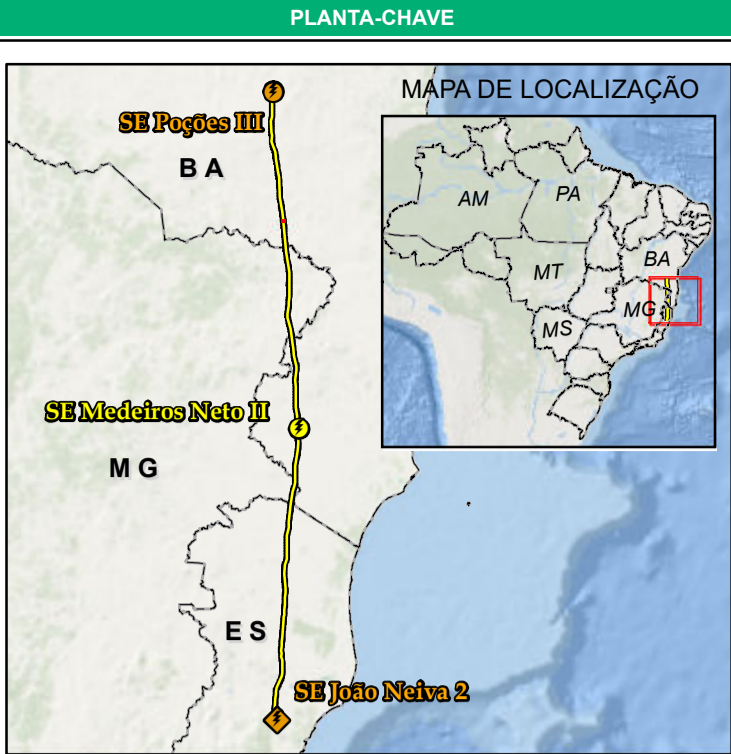 PLANTA-CHAVE
MAPA DE LOCALIZAÇÃO
SE Poções III
B A
AM
PA
BA
MT
MG
MS
SE Medeiros Neto II
M G
E S
SE João Neiva 2